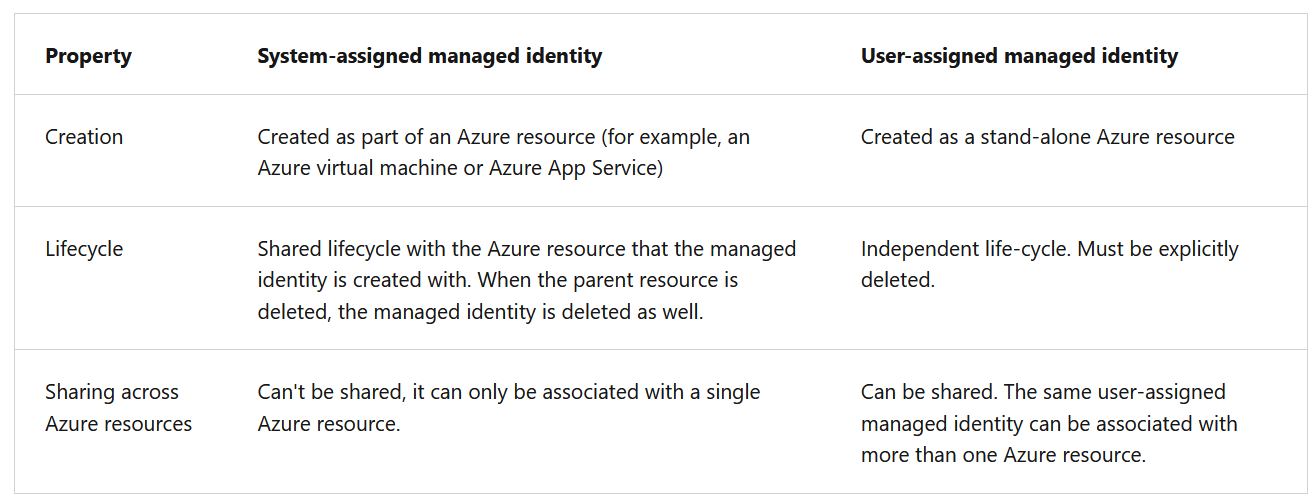 Property
System-assigned managed identity
User-assigned managed identity
Creation
Created as part of an Azure resource (for example, an
Azure virtual machine or Azure App Service)
Created as a stand-alone Azure resource
Lifecycle
Shared lifecycle with the Azure resource that the managed
identity is created with. When the parent resource is
deleted, the managed identity is deleted as well.
Independent life-cycle. Must be explicitly
deleted.
Sharing across
Azure resources
Can't be shared, it can only be associated with a single
Azure resource.
Can be shared. The same user-assigned
managed identity can be associated with
more than one Azure resource.